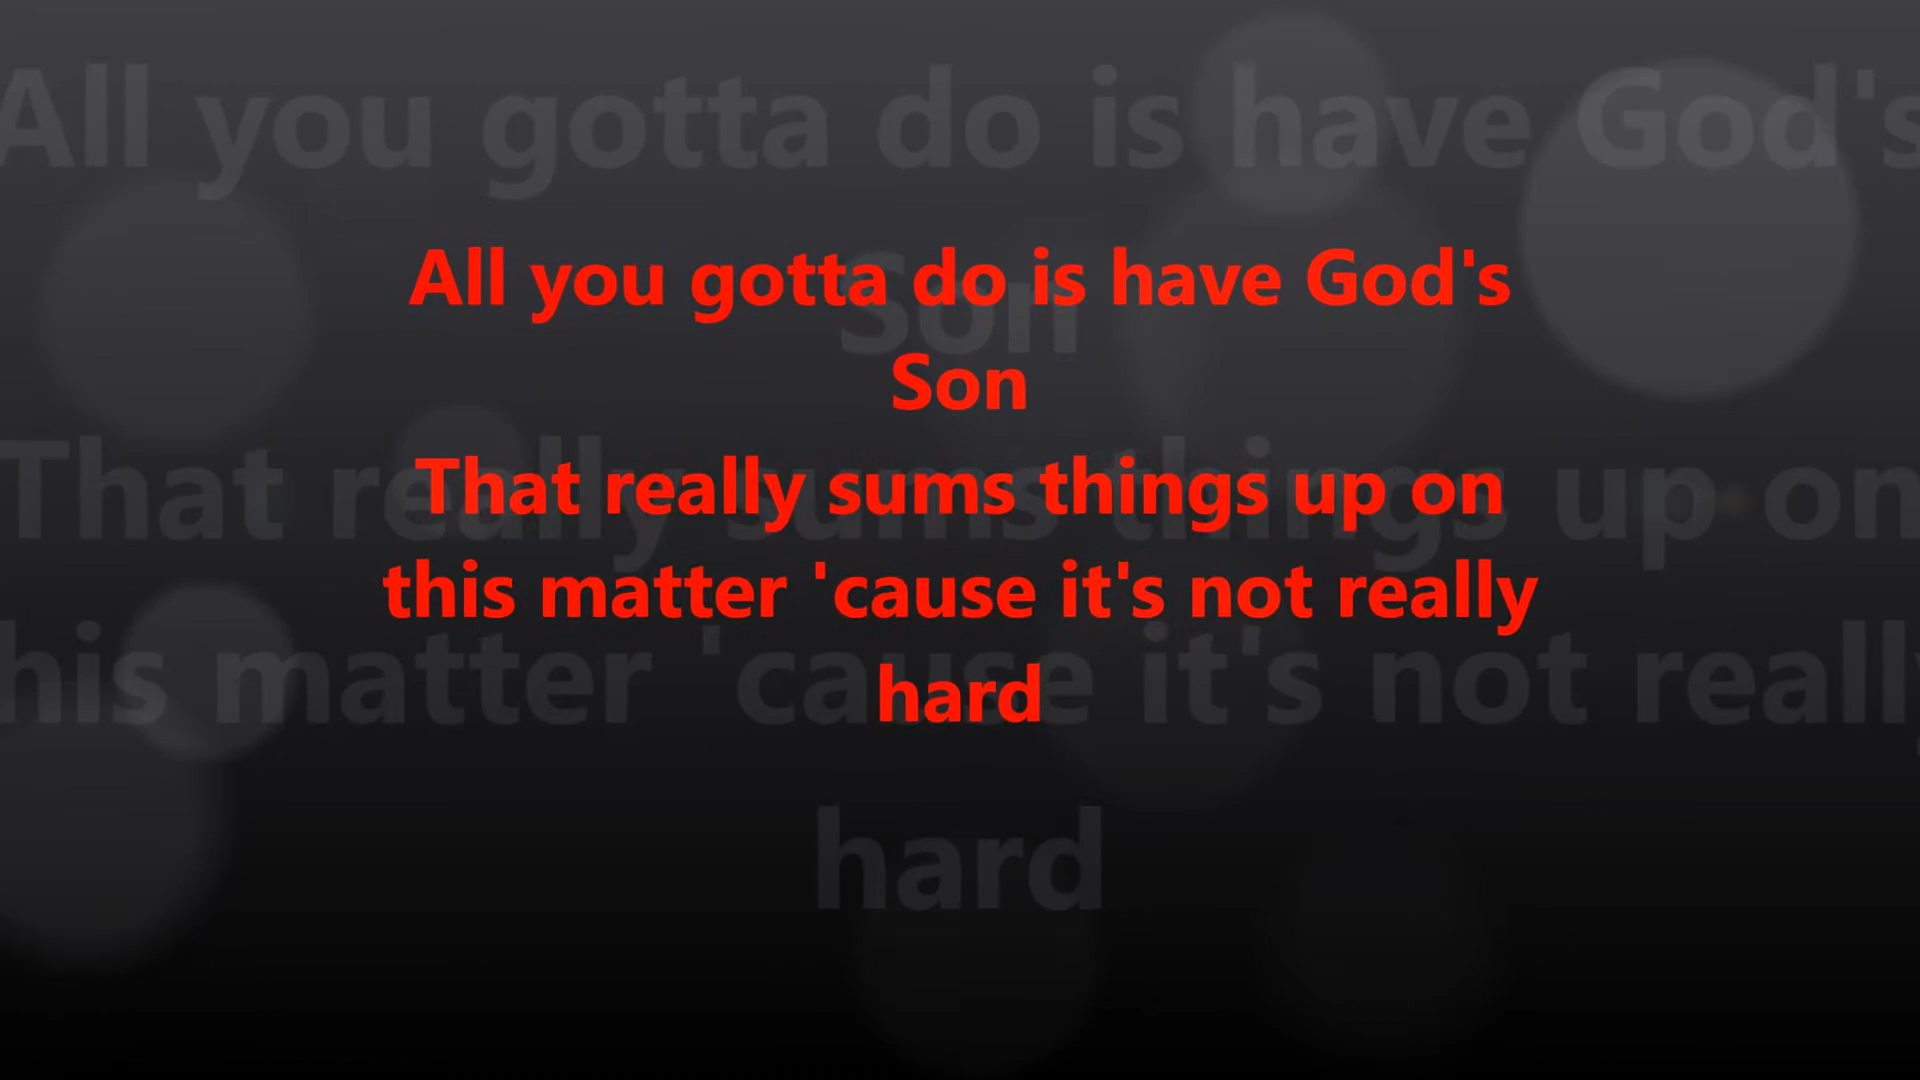 All you gotta do is have God's
Son
That really sums things up on
this matter 'cause it's not really
hard